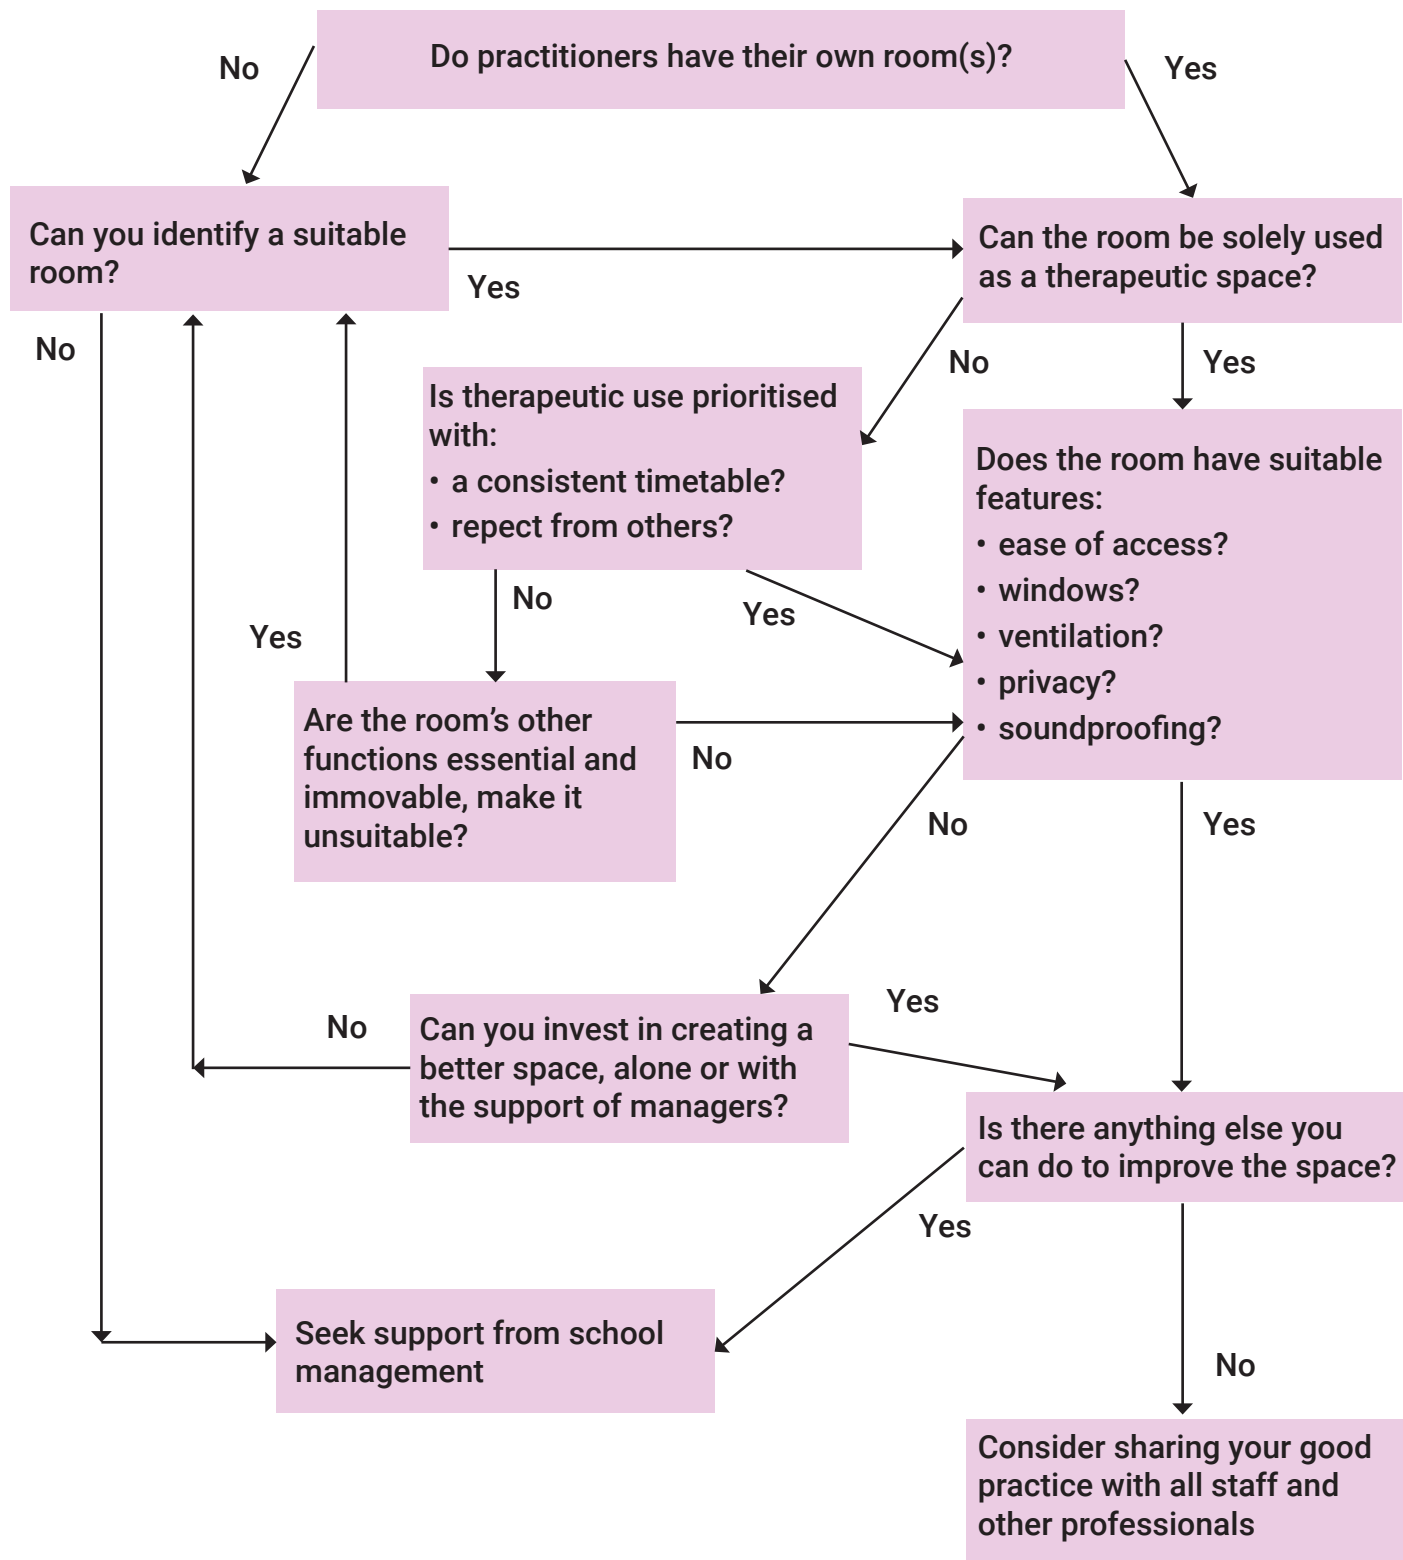 Do practitioners have their own room(s)?
No
Yes
Can you identify a suitable
room?
Yes
Can the room be solely used
as a therapeutic space?
No
No
Yes
Is therapeutic use prioritised
with:
• a consistent timetable?
• repect from others?
Does the room have suitable
features:
• ease of access?
• windows?
• ventilation?
• privacy?
• soundproofing?
No
Yes
Yes
Are the room’s other
functions essential and
immovable, make it
unsuitable?
No
No
Yes
Can you invest in creating a
better space, alone or with
the support of managers?
No
Yes
Is there anything else you
can do to improve the space?
Yes
Seek support from school
management
No
Consider sharing your good
practice with all staff and
other professionals